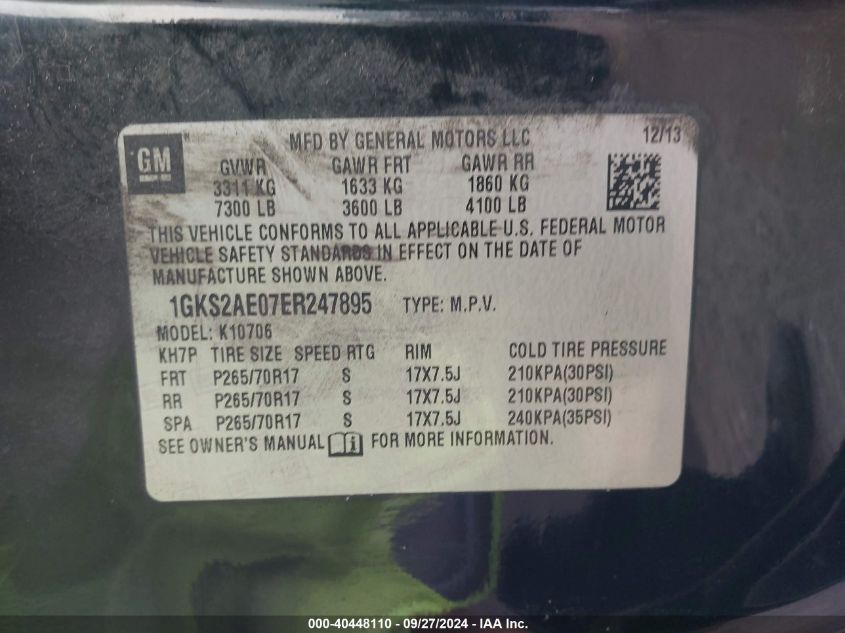 GM
MFD BY GENERAL MOTORS LLC 12/13
GVWR GAWR FRT GAWR RR
3311 KG 1633 KG 1860 KG
7300 LB 3600 LB 4100 LB
THIS VEHICLE CONFORMS TO ALL APPLICABLE U.S. FEDERAL MOTOR
VEHICLE SAFETY STANDARDS IN EFFECT ON THE DATE OF
MANUFACTURE SHOWN ABOVE.
1GKS2AE07ER247895 TYPE: M.P.V.
MODEL: K10706
KH7P TIRE SIZE SPEED RTG RIM COLD TIRE PRESSURE
FRT P265/70R17 S 17X7.5J 210KPA(30PSI)
RR P265/70R17 S 17X7.5J 210KPA(30PSI)
SPA P265/70R17 S 17X7.5J 240KPA(35PSI)
SEE OWNER'S MANUAL FOR MORE INFORMATION.
000-40448110 - 09/27/2024 - IAA Inc.